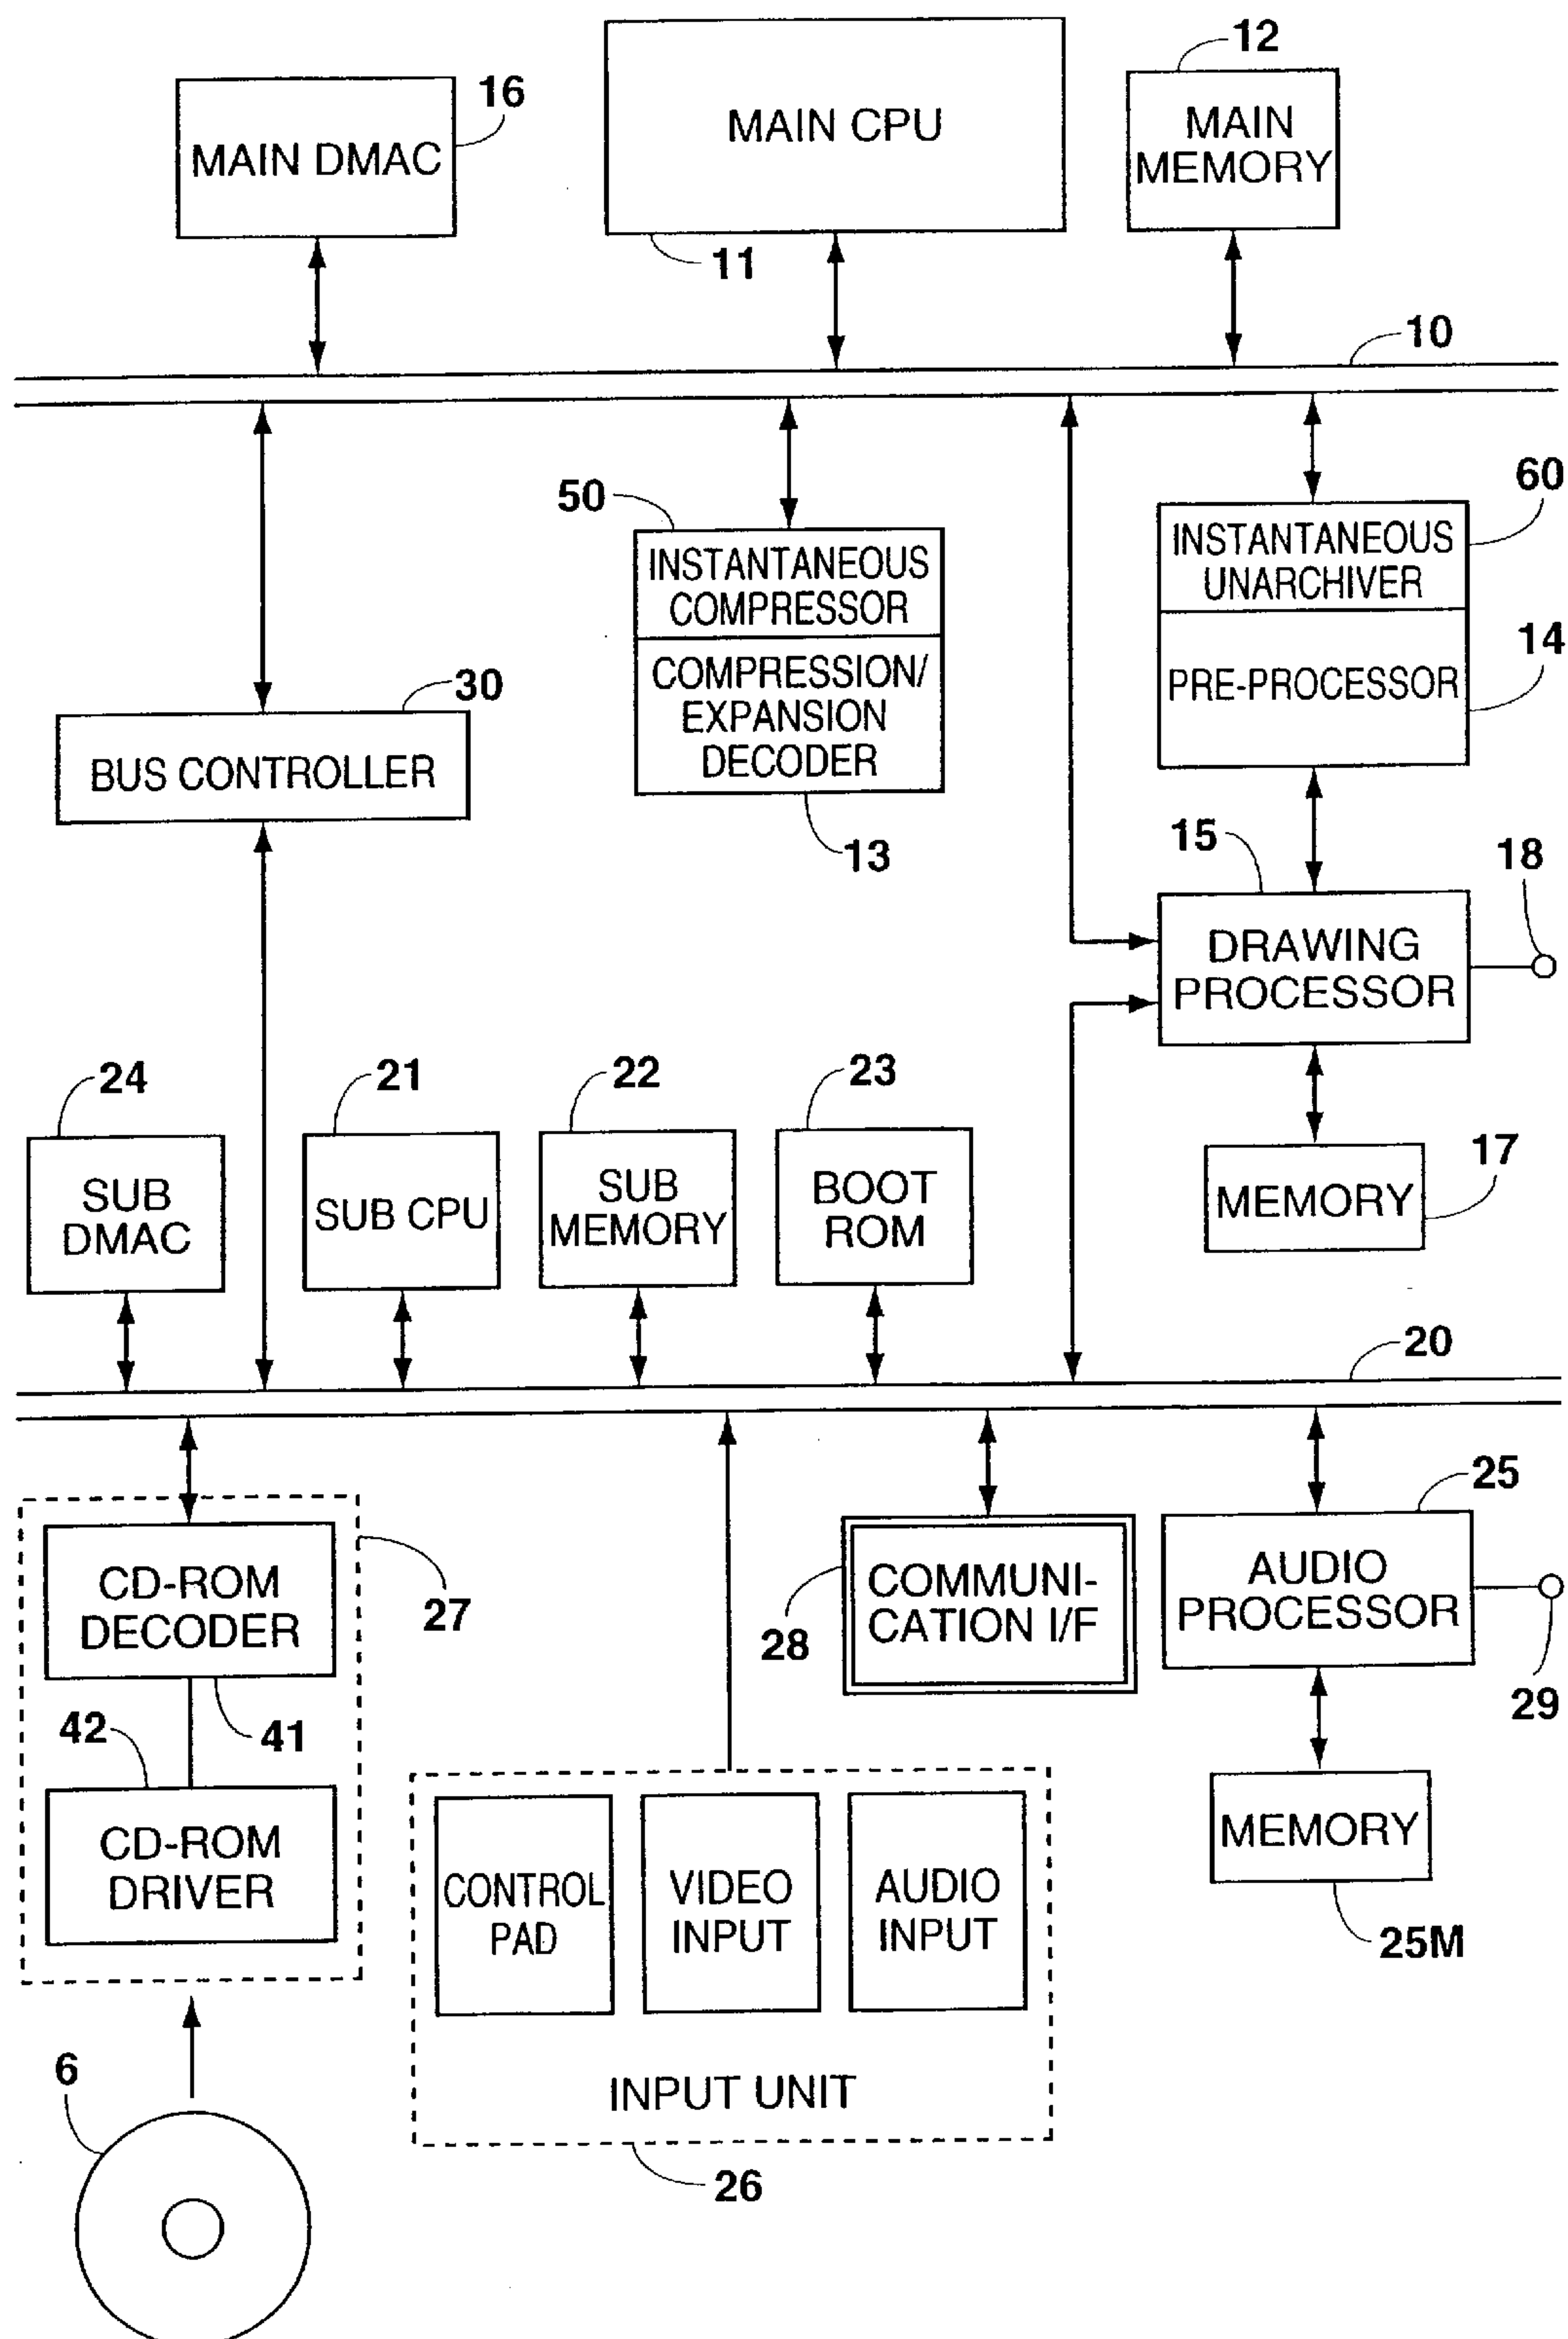 12
16
MAIN CPU
MAIN
MEMORY
MAIN DMAC
11
10
50
60
INSTANTANEOUS
COMPRESSOR
INSTANTANEOUS
UNARCHIVER
30
COMPRESSION/
EXPANSION
DECODER
14
PRE-PROCESSOR
BUS CONTROLLER
13
15
18
DRAWING
PROCESSOR
24
21
22
23
SUB
DMAC
SUB CPU
SUB
MEMORY
BOOT
ROM
17
MEMORY
20
25
CD-ROM
DECODER
27
COMMUNI-
CATION I/F
28
AUDIO
PROCESSOR
29
42
41
CD-ROM
DRIVER
CONTROL
PAD
VIDEO
INPUT
AUDIO
INPUT
MEMORY
25M
INPUT UNIT
6
26